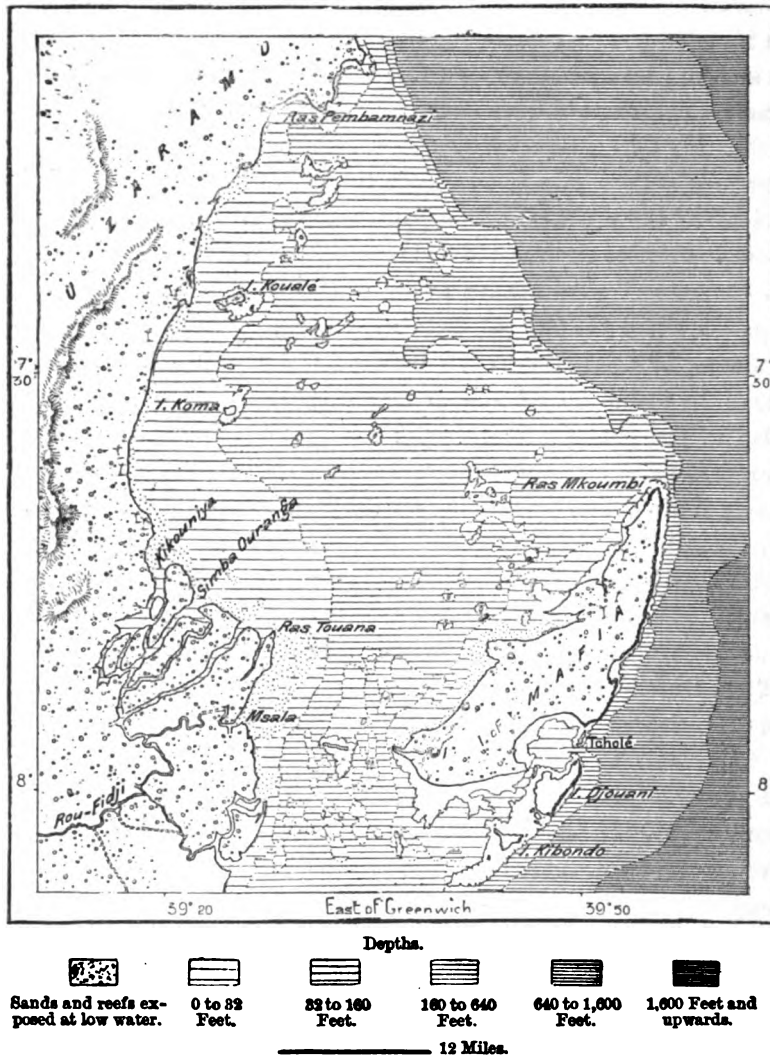 U ZARAMO
Ras Pembamnazi
I. Koualé
7°
30
7°
30
I. Koma
Ras Mkoumbi
Kikouniya
Simba Ouranga
Ras Touana
I. OF MAFIA
Msala
Tcholé
8
8
Rou-Fidji
I. Djouani
I. Kibondo
39° 20
East of Greenwich
39° 50
Depths.
Sands and reefs ex-
posed at low water.
0 to 32
Feet.
32 to 160
Feet.
160 to 640
Feet.
640 to 1,600
Feet.
1,600 Feet and
upwards.
12 Miles.